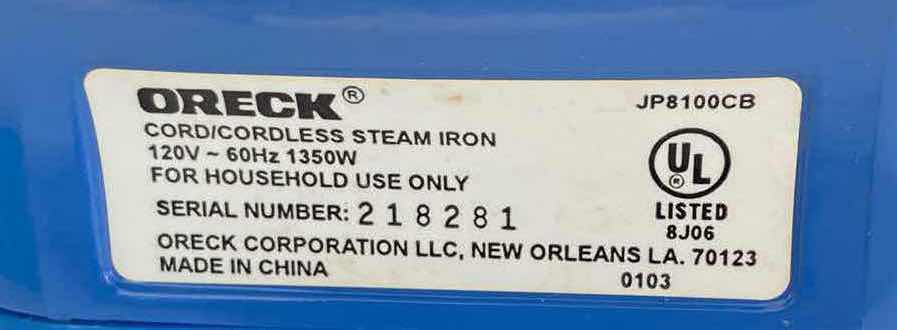 ORECK®
JP8100CB
CORD/CORDLESS STEAM IRON
120V ~ 60Hz 1350W
FOR HOUSEHOLD USE ONLY
UL®
LISTED
8J06
SERIAL NUMBER: 218281
ORECK CORPORATION LLC, NEW ORLEANS LA. 70123
MADE IN CHINA
0103